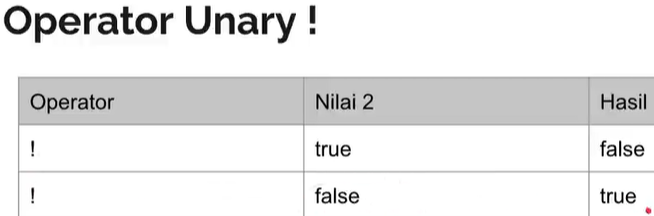 Operator Unary !
Operator Nilai 2 Hasil
! true false
! false true